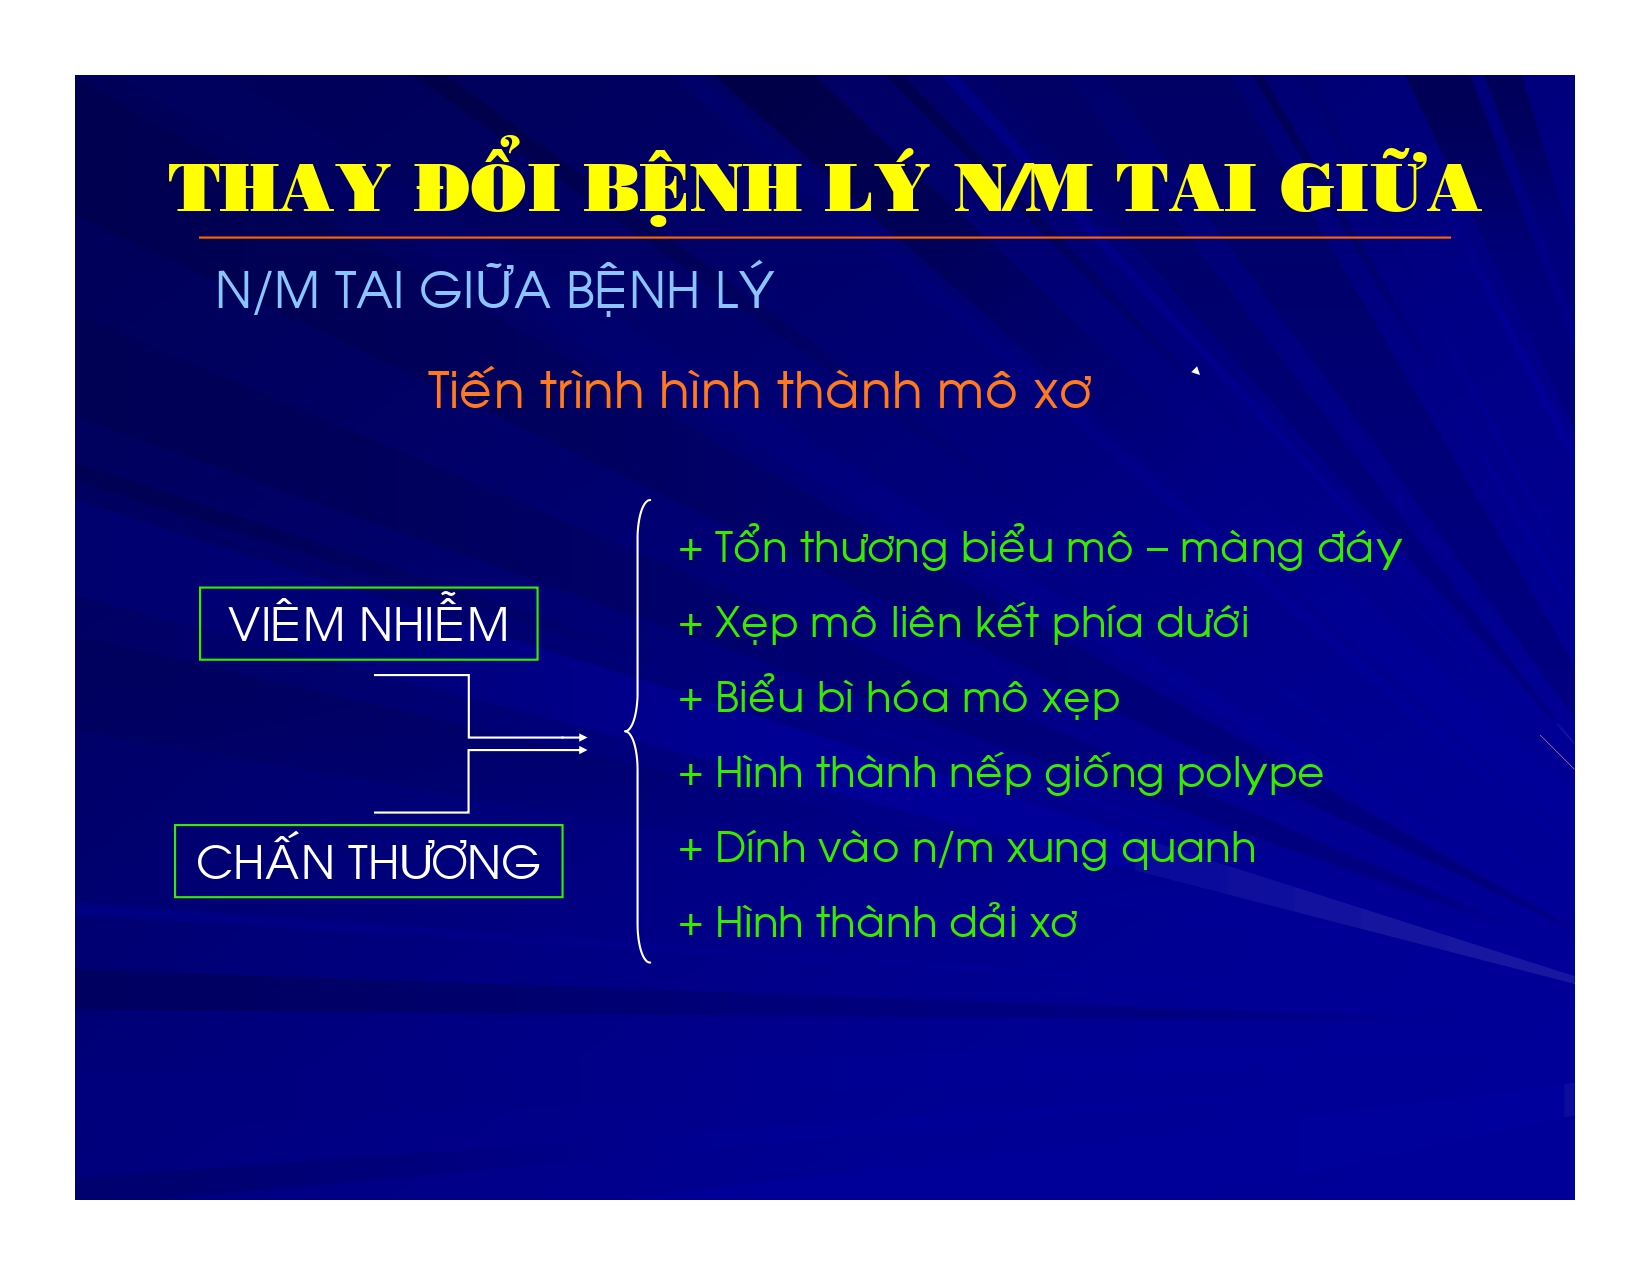 THAY ĐỔI BỆNH LÝ N/M TAI GIỮA
N/M TAI GIỮA BỆNH LÝ
Tiến trình hình thành mô xơ
VIÊM NHIỄM
CHẤN THƯƠNG
+ Tổn thương biểu mô – màng đáy
+ Xẹp mô liên kết phía dưới
+ Biểu bì hóa mô xẹp
+ Hình thành nếp giống polype
+ Dính vào n/m xung quanh
+ Hình thành dải xơ